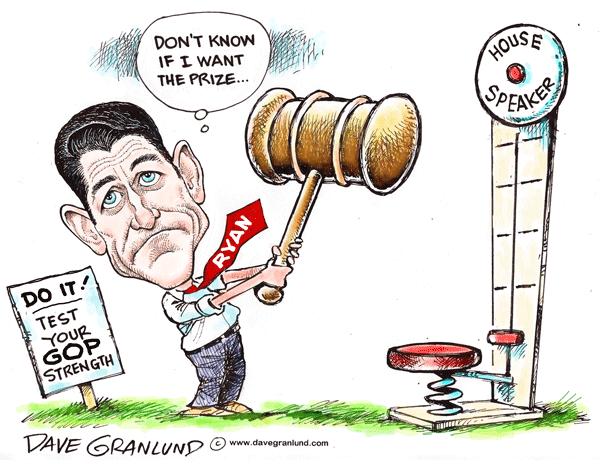 DON'T KNOW
IF I WANT
THE PRIZE...
HOUSE
SPEAKER
RYAN
DO IT!
TEST
YOUR
GOP
STRENGTH
DAVE GRANLUND © www.davegranlund.com